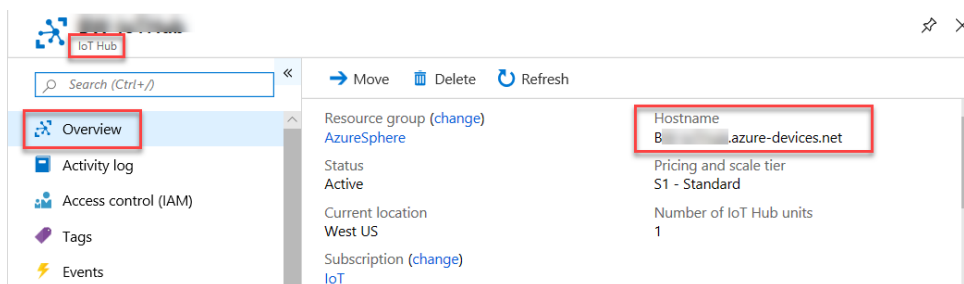 IoT Hub
Search (Ctrl+/)
Overview
Activity log
Access control (IAM)
Tags
Events
Move Delete Refresh
Resource group (change)
AzureSphere
Status
Active
Current location
West US
Subscription (change)
IoT
Hostname
B .azure-devices.net
Pricing and scale tier
S1 - Standard
Number of IoT Hub units
1